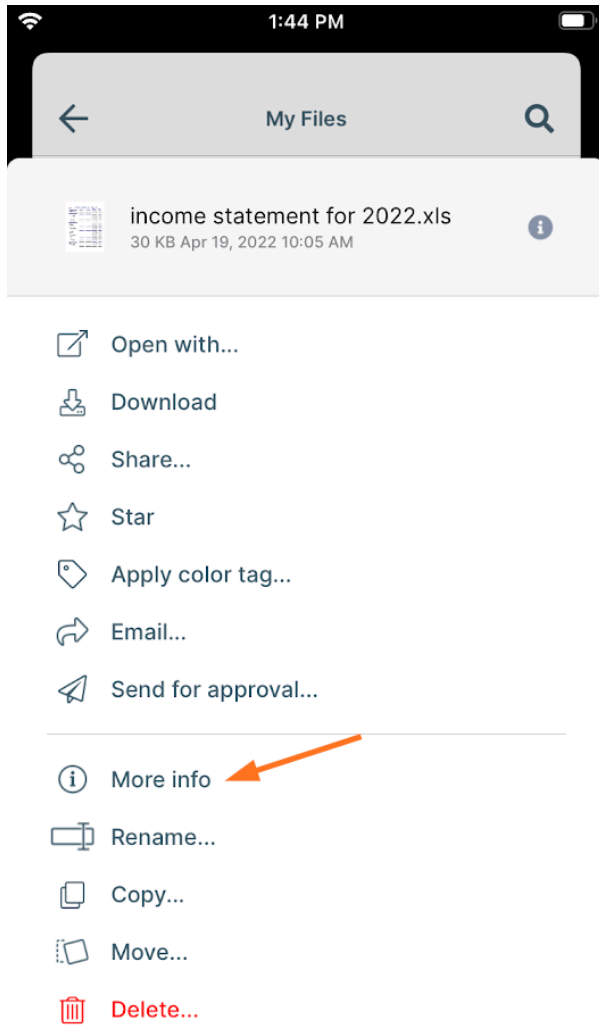 1:44 PM
My Files
income statement for 2022.xls
30 KB Apr 19, 2022 10:05 AM
Open with...
Download
Share...
Star
Apply color tag...
Email...
Send for approval...
More info
Rename...
Copy...
Move...
Delete...